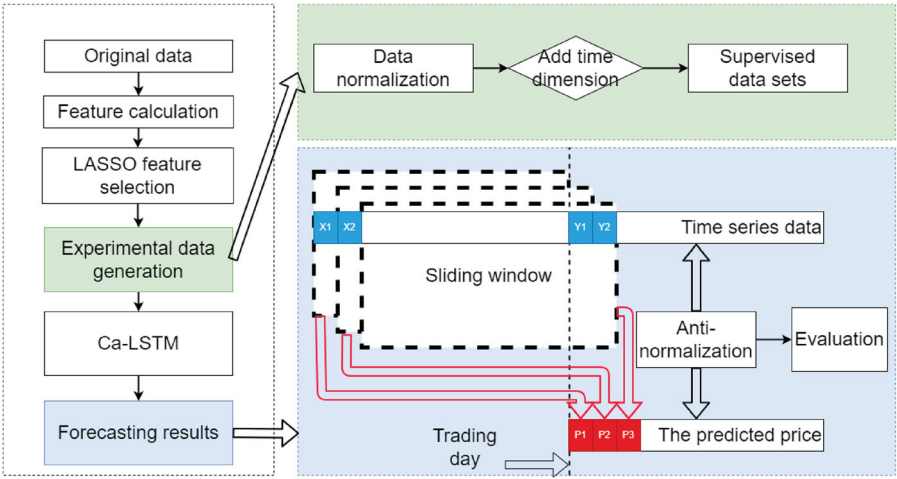 Original data
Feature calculation
LASSO feature
selection
Experimental data
generation
Ca-LSTM
Forecasting results
Data
normalization
Add time
dimension
Supervised
data sets
X1 X2 Y1 Y2 Time series data
Sliding window
Anti-
normalization
Evaluation
P1 P2 P3 The predicted price
Trading
day